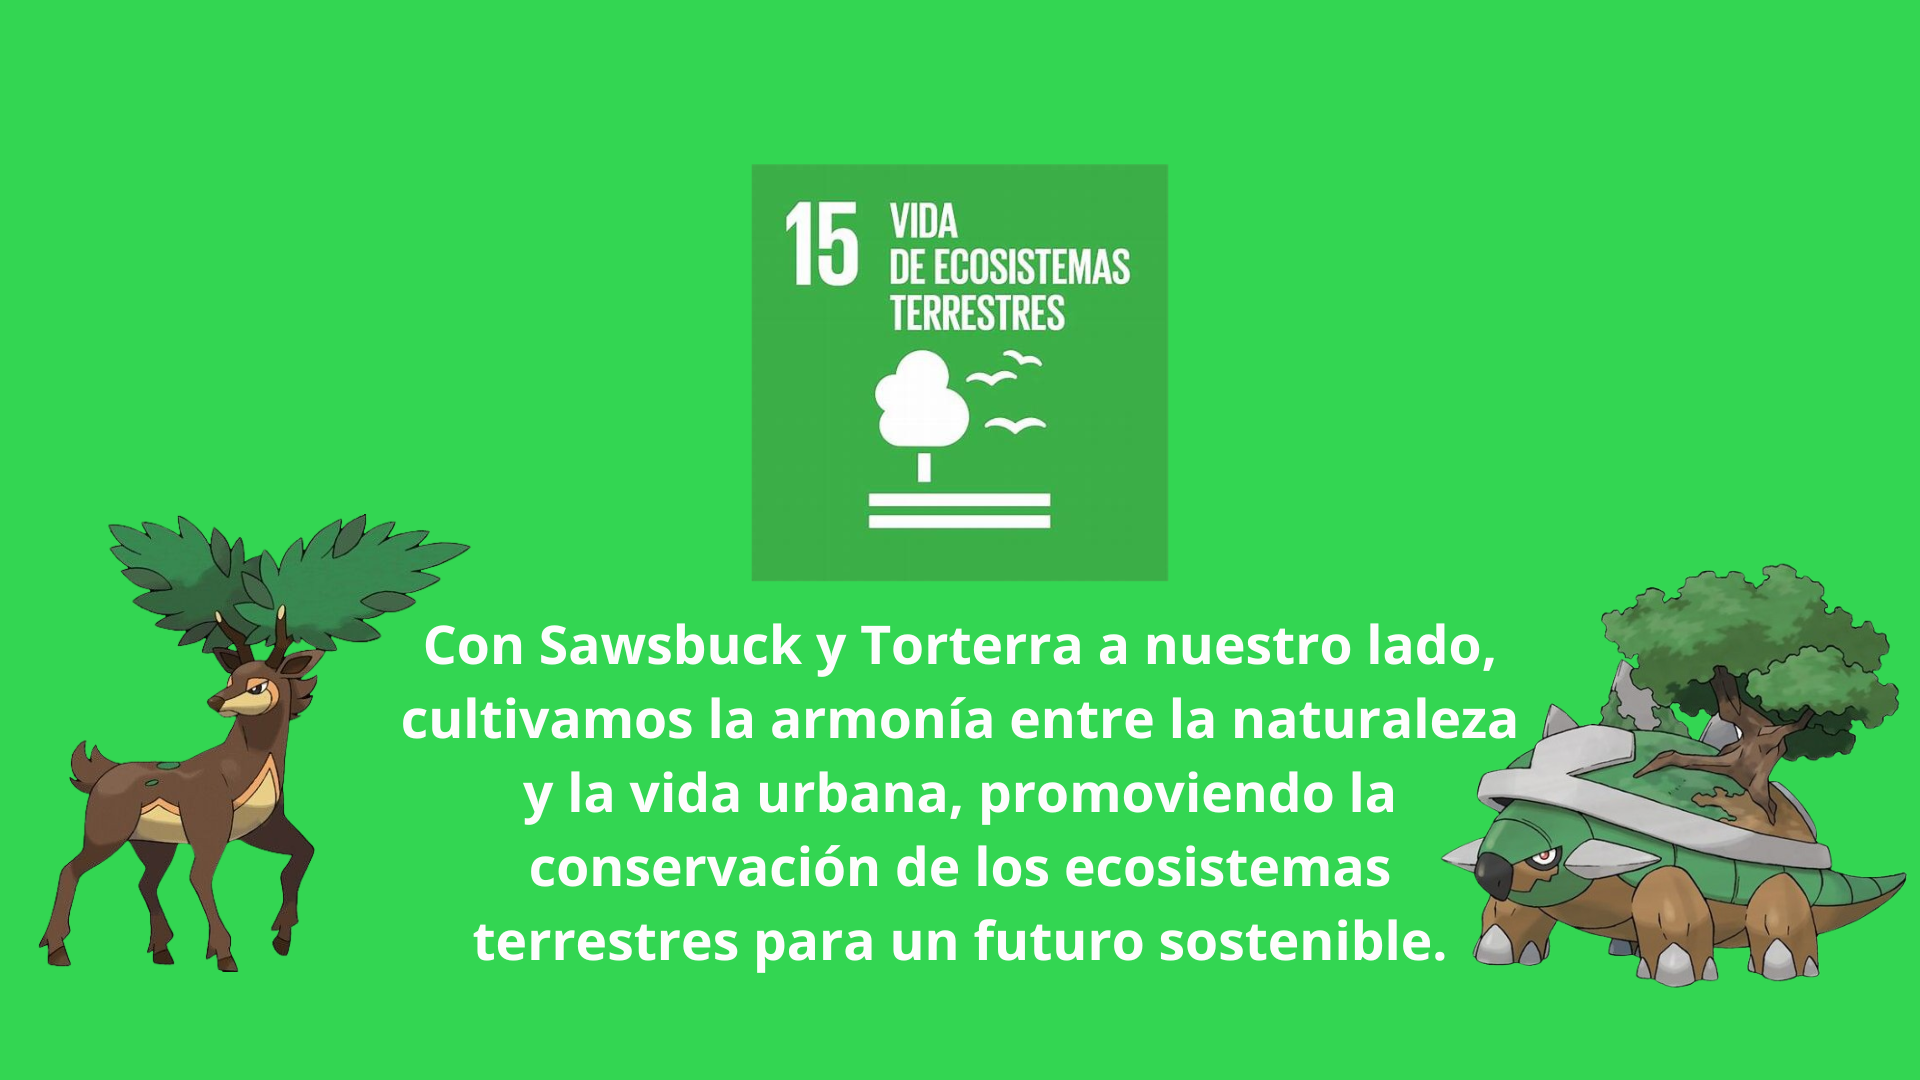 15 VIDA
DE ECOSISTEMAS
TERRESTRES
Con Sawsbuck y Torterra a nuestro lado,
cultivamos la armonía entre la naturaleza
y la vida urbana, promoviendo la
conservación de los ecosistemas
terrestres para un futuro sostenible.